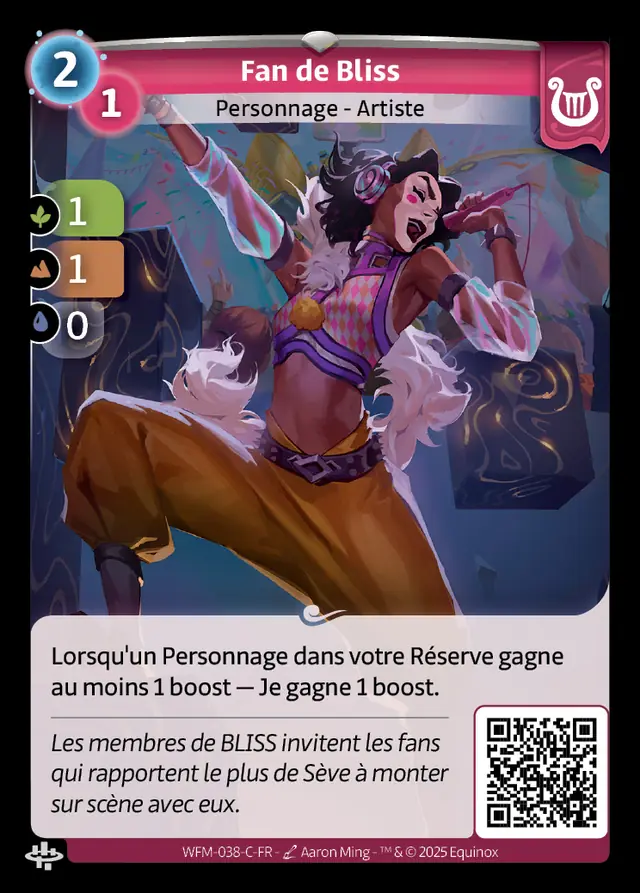 2
Fan de Bliss
1
Personnage - Artiste
1
1
0
Lorsqu'un Personnage dans votre Réserve gagne
au moins 1 boost — Je gagne 1 boost.
Les membres de BLISS invitent les fans
qui rapportent le plus de Sève à monter
sur scène avec eux.
WFM-038-C-FR - Aaron Ming - ™ & © 2025 Equinox